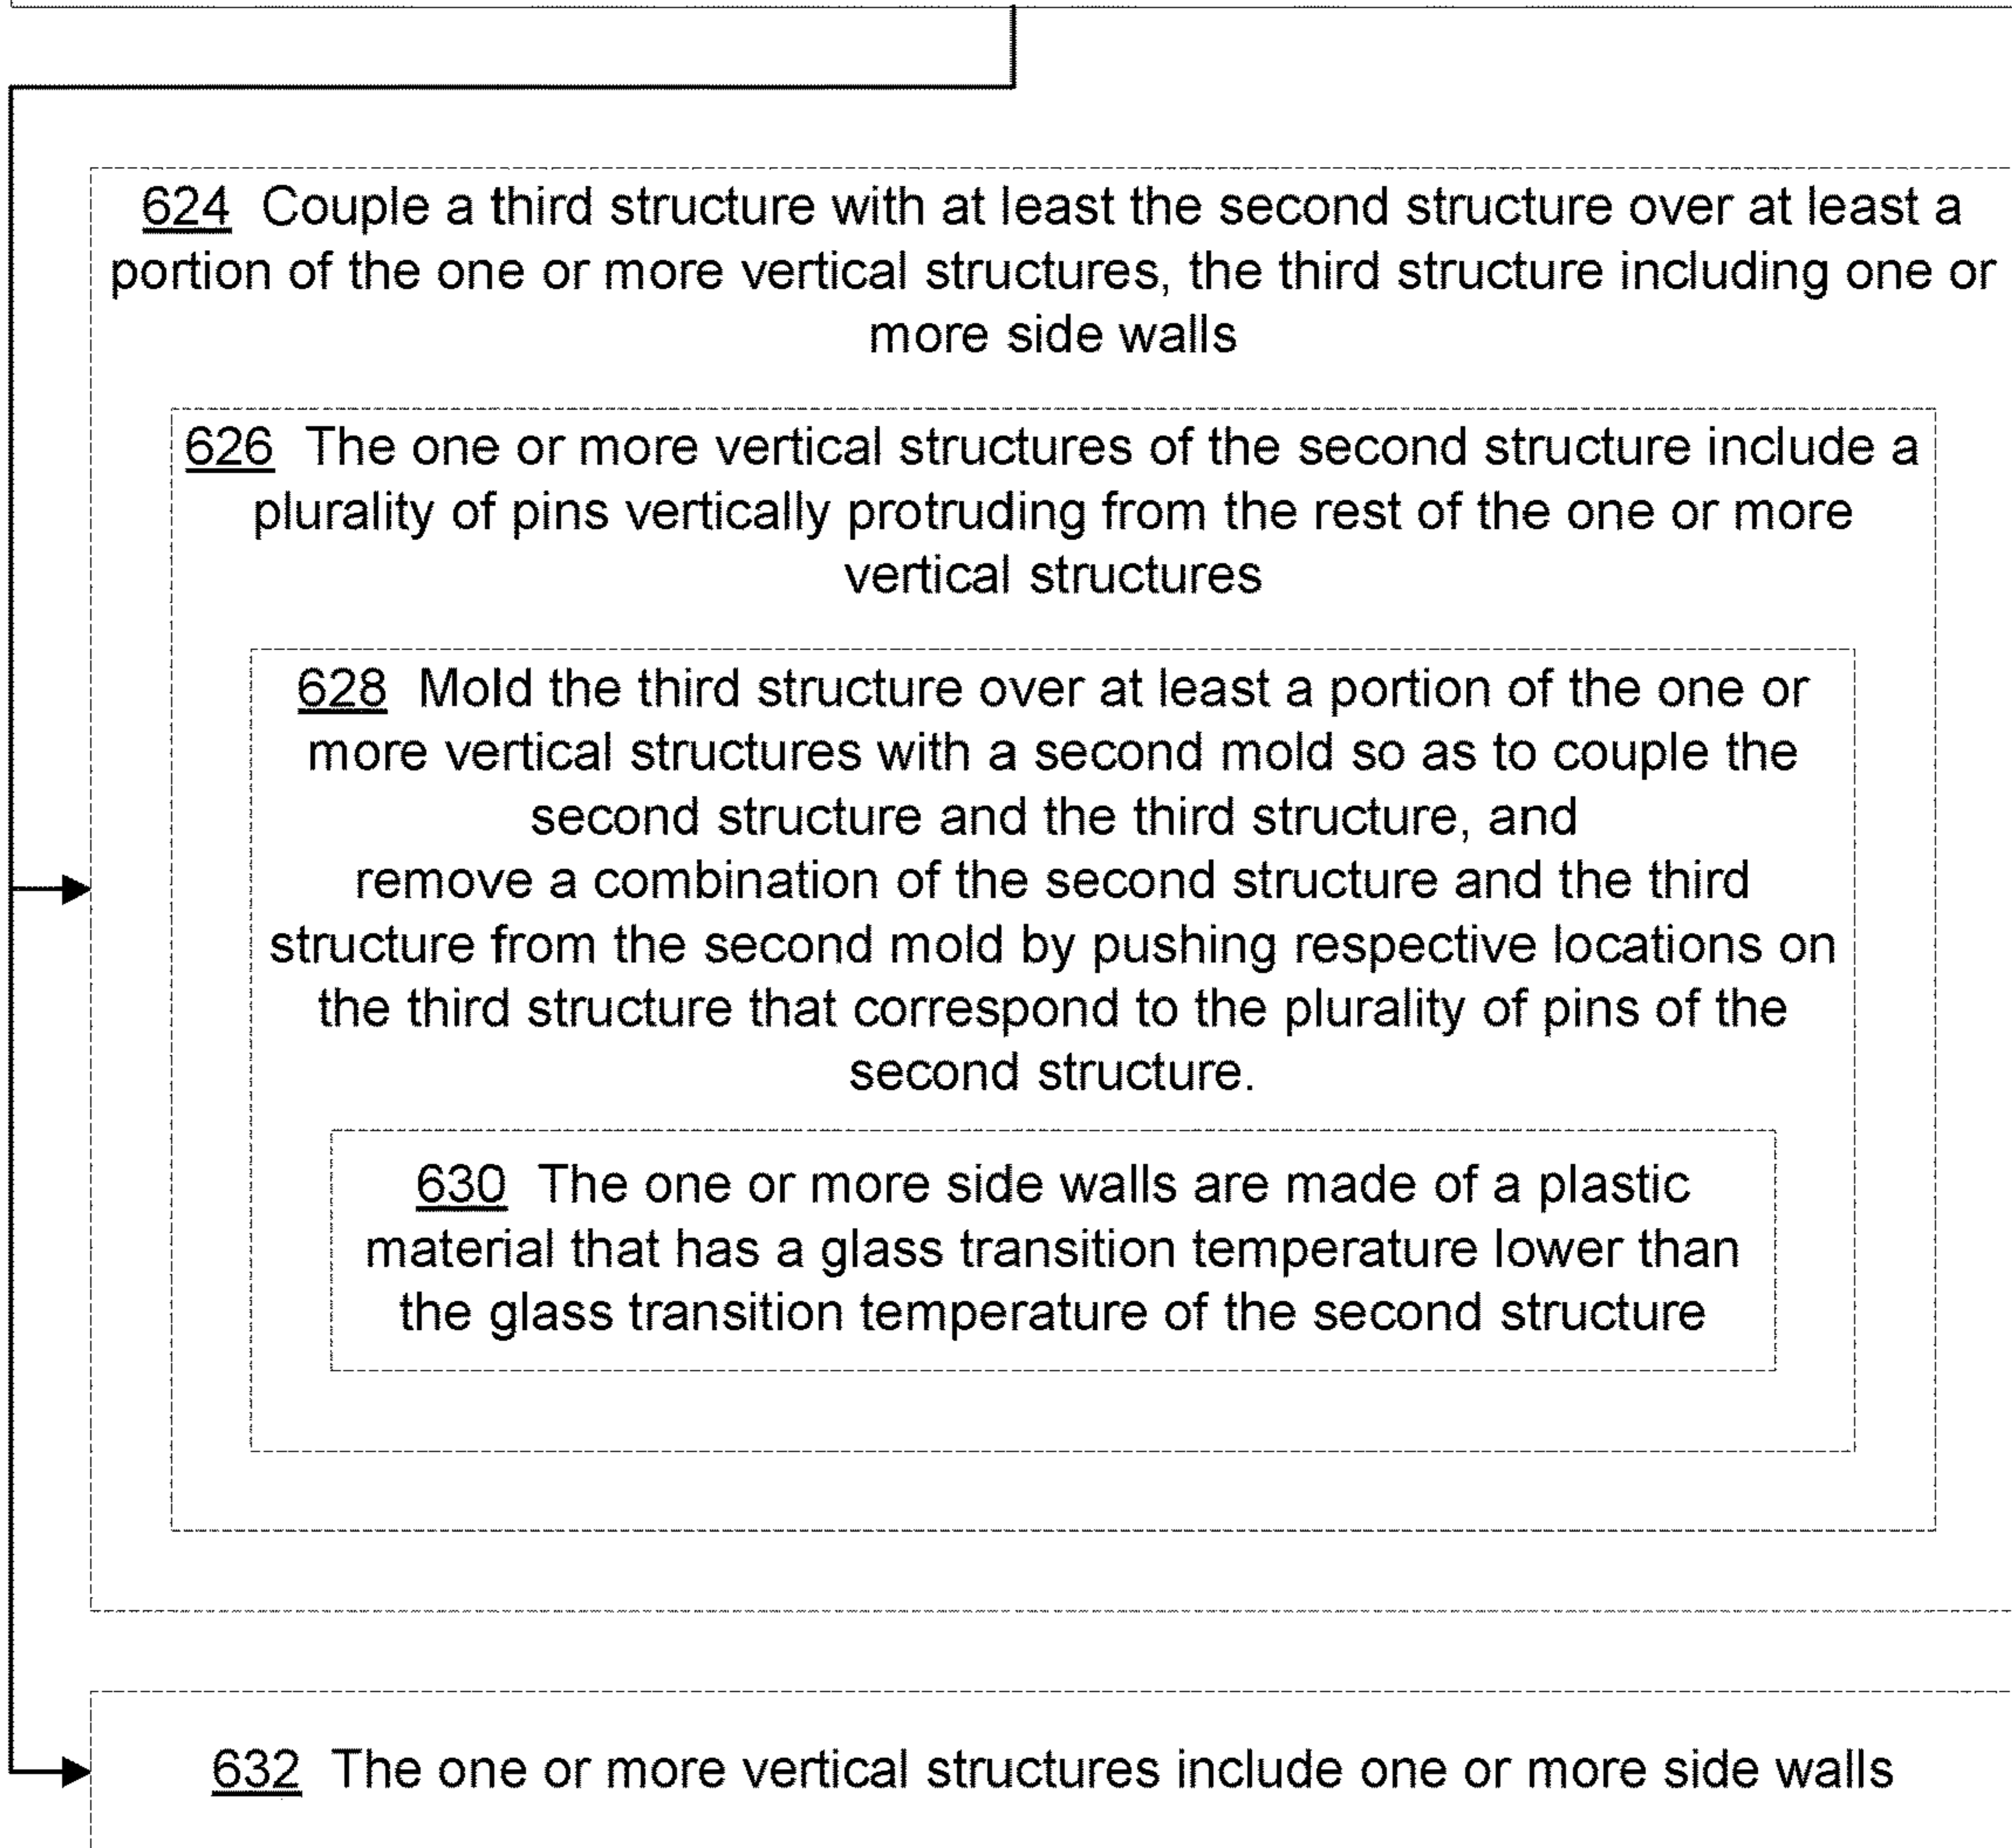 624 Couple a third structure with at least the second structure over at least a
portion of the one or more vertical structures, the third structure including one or
more side walls
626 The one or more vertical structures of the second structure include a
plurality of pins vertically protruding from the rest of the one or more
vertical structures
628 Mold the third structure over at least a portion of the one or
more vertical structures with a second mold so as to couple the
second structure and the third structure, and
remove a combination of the second structure and the third
structure from the second mold by pushing respective locations on
the third structure that correspond to the plurality of pins of the
second structure.
630 The one or more side walls are made of a plastic
material that has a glass transition temperature lower than
the glass transition temperature of the second structure
632 The one or more vertical structures include one or more side walls